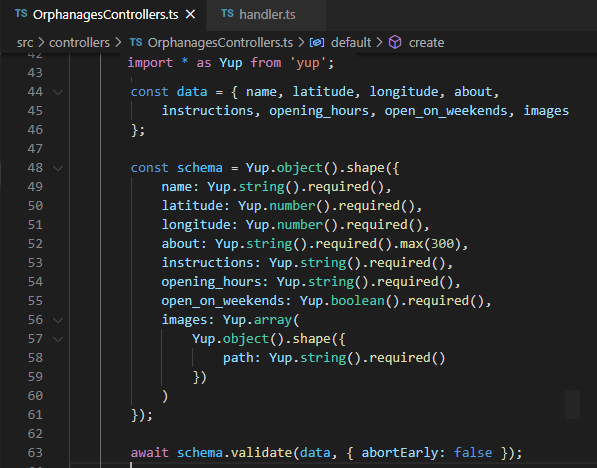 TS OrphanagesControllers.ts × TS handler.ts
src > controllers > TS OrphanagesControllers.ts > default > create
42 import * as Yup from 'yup';
43
44 const data = { name, latitude, longitude, about,
45 instructions, opening_hours, open_on_weekends, images
46 };
47
48 const schema = Yup.object().shape({
49 name: Yup.string().required(),
50 latitude: Yup.number().required(),
51 longitude: Yup.number().required(),
52 about: Yup.string().required().max(300),
53 instructions: Yup.string().required(),
54 opening_hours: Yup.string().required(),
55 open_on_weekends: Yup.boolean().required(),
56 images: Yup.array(
57 Yup.object().shape({
58 path: Yup.string().required()
59 })
60 )
61 });
62
63 await schema.validate(data, { abortEarly: false });